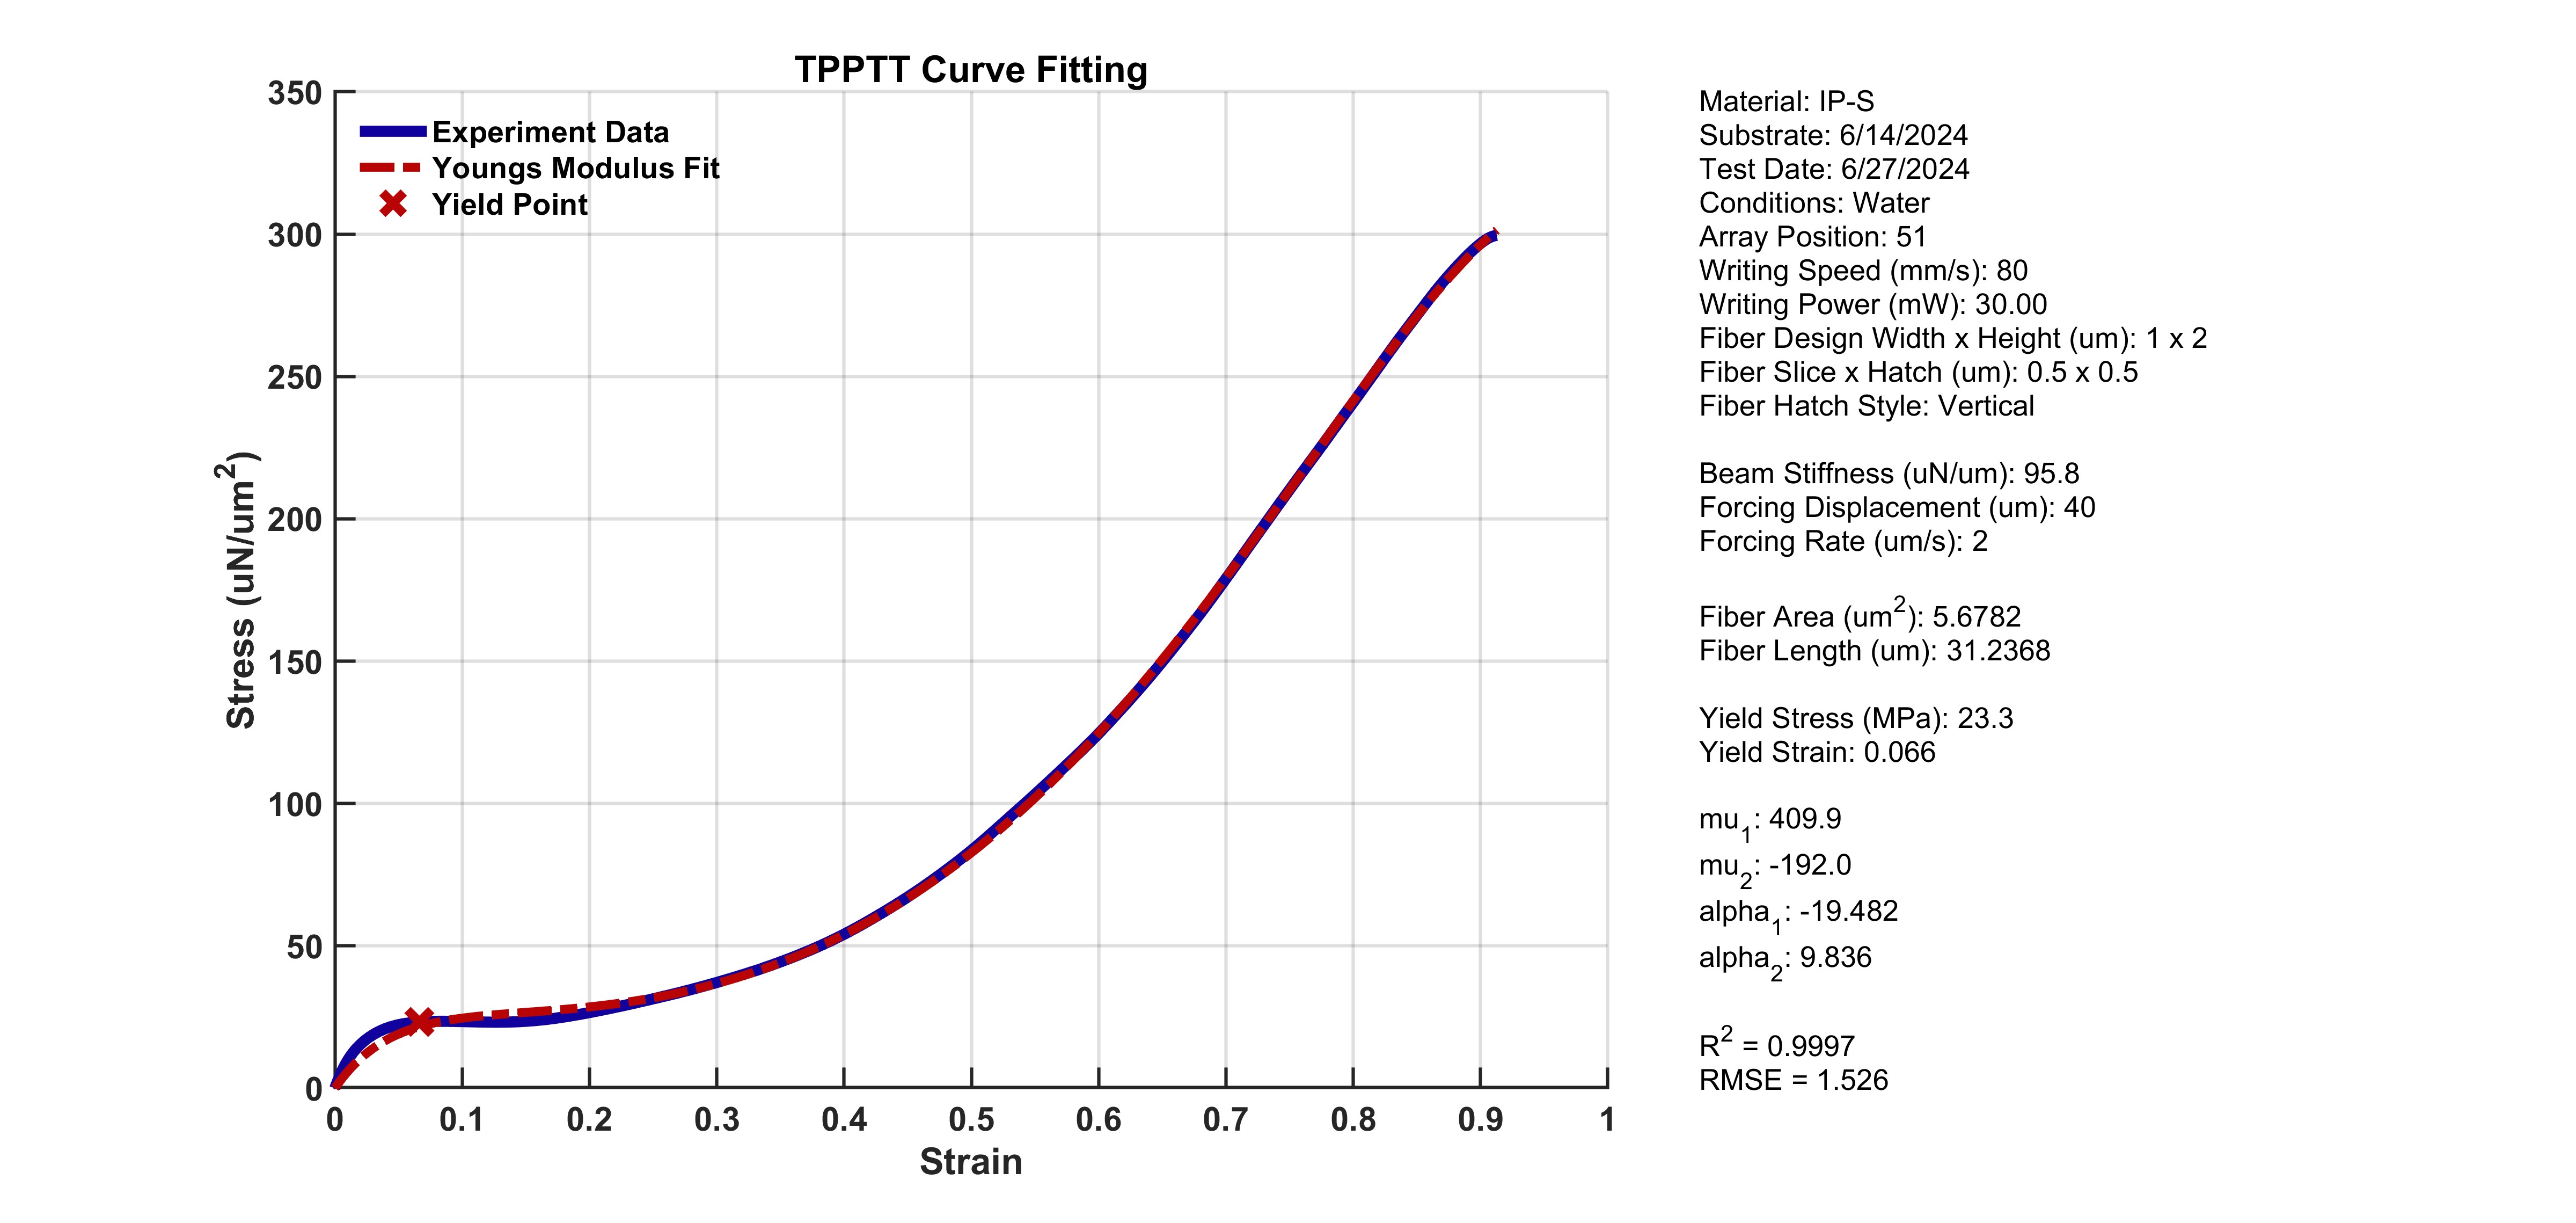 TPPTT Curve Fitting
350
300
250
200
150
100
50
0
Stress (uN/um²)
Experiment Data
Youngs Modulus Fit
Yield Point
0 0.1 0.2 0.3 0.4 0.5 0.6 0.7 0.8 0.9 1
Strain
Material: IP-S
Substrate: 6/14/2024
Test Date: 6/27/2024
Conditions: Water
Array Position: 51
Writing Speed (mm/s): 80
Writing Power (mW): 30.00
Fiber Design Width x Height (um): 1 x 2
Fiber Slice x Hatch (um): 0.5 x 0.5
Fiber Hatch Style: Vertical
Beam Stiffness (uN/um): 95.8
Forcing Displacement (um): 40
Forcing Rate (um/s): 2
Fiber Area (um²): 5.6782
Fiber Length (um): 31.2368
Yield Stress (MPa): 23.3
Yield Strain: 0.066
mu₁: 409.9
mu₂: -192.0
alpha₁: -19.482
alpha₂: 9.836
R² = 0.9997
RMSE = 1.526